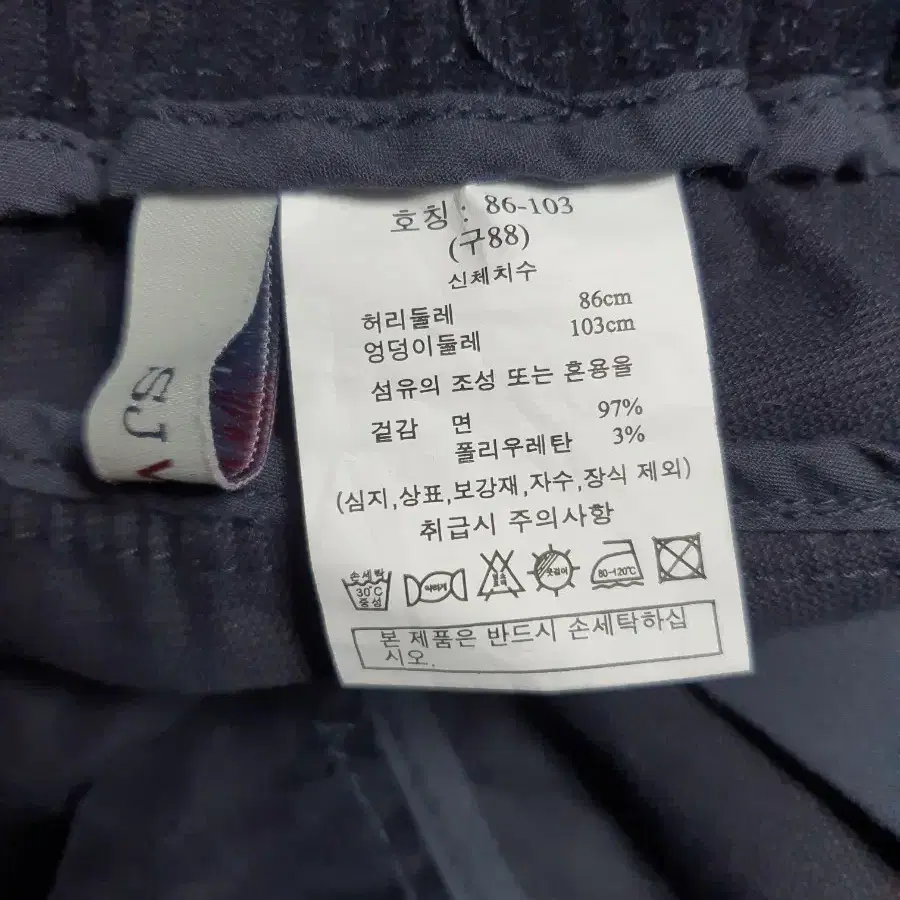 호칭 : 86-103
(구88)
신체치수
허리둘레 86cm
엉덩이둘레 103cm
섬유의 조성 또는 혼용율
겉감 면 97%
폴리우레탄 3%
(심지,상표,보강재,자수,장식 제외)
취급시 주의사항
손세탁
30°C
중성
옷걸이
80~120°C
본 제품은 반드시 손세탁하십
시오.
SJ